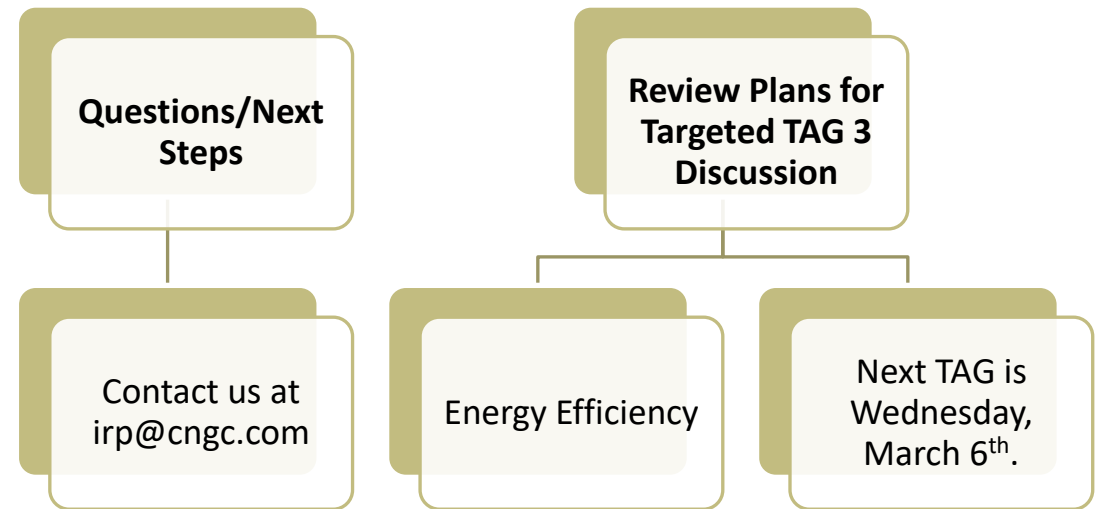 Questions/Next
Steps
Contact us at
irp@cngc.com
Review Plans for
Targeted TAG 3
Discussion
Energy Efficiency
Next TAG is
Wednesday,
March 6th.